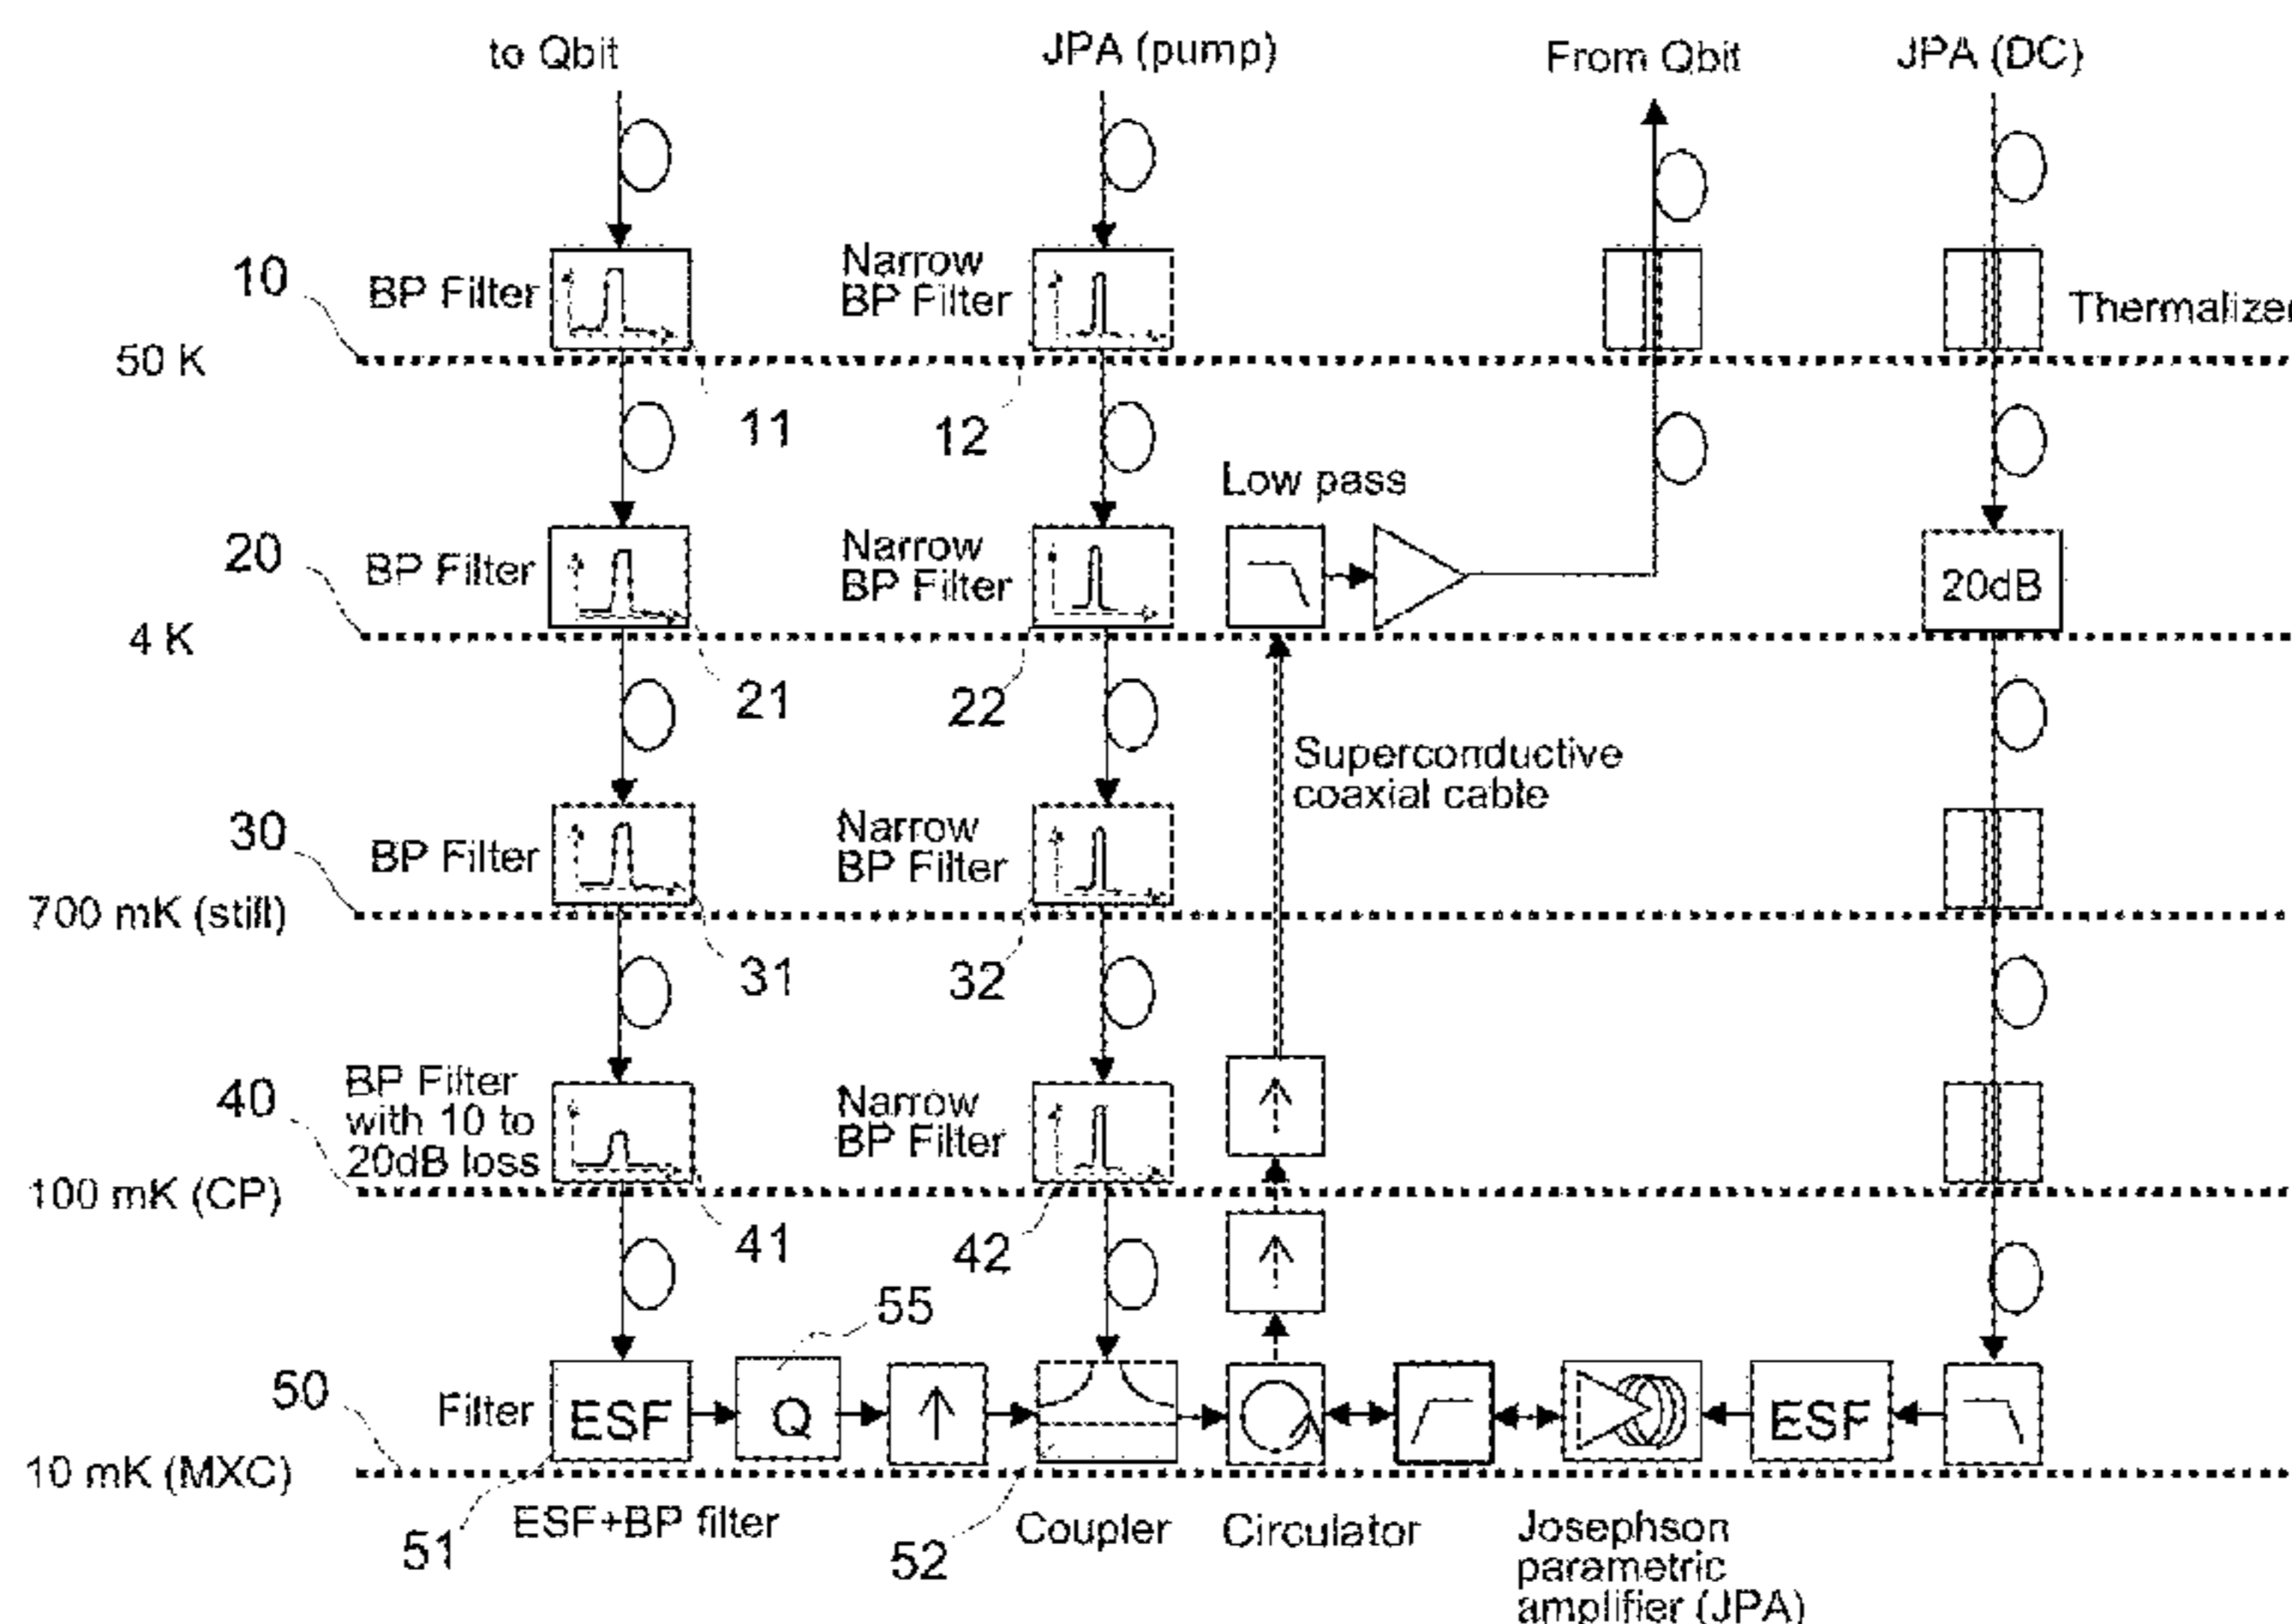 to Qbit
JPA (pump)
From Qbit
JPA (DC)
10
BP Filter
Narrow
BP Filter
Thermalizer
50 K
11
12
Low pass
20
BP Filter
Narrow
BP Filter
20dB
4 K
21
22
Superconductive
coaxial cable
30
BP Filter
Narrow
BP Filter
700 mK (still)
31
32
40
BP Filter
with 10 to
20dB loss
Narrow
BP Filter
100 mK (CP)
41
42
55
50
Filter
ESF
Q
ESF
10 mK (MXC)
51
ESF+BP filter
52
Coupler
Circulator
Josephson
parametric
amplifier (JPA)